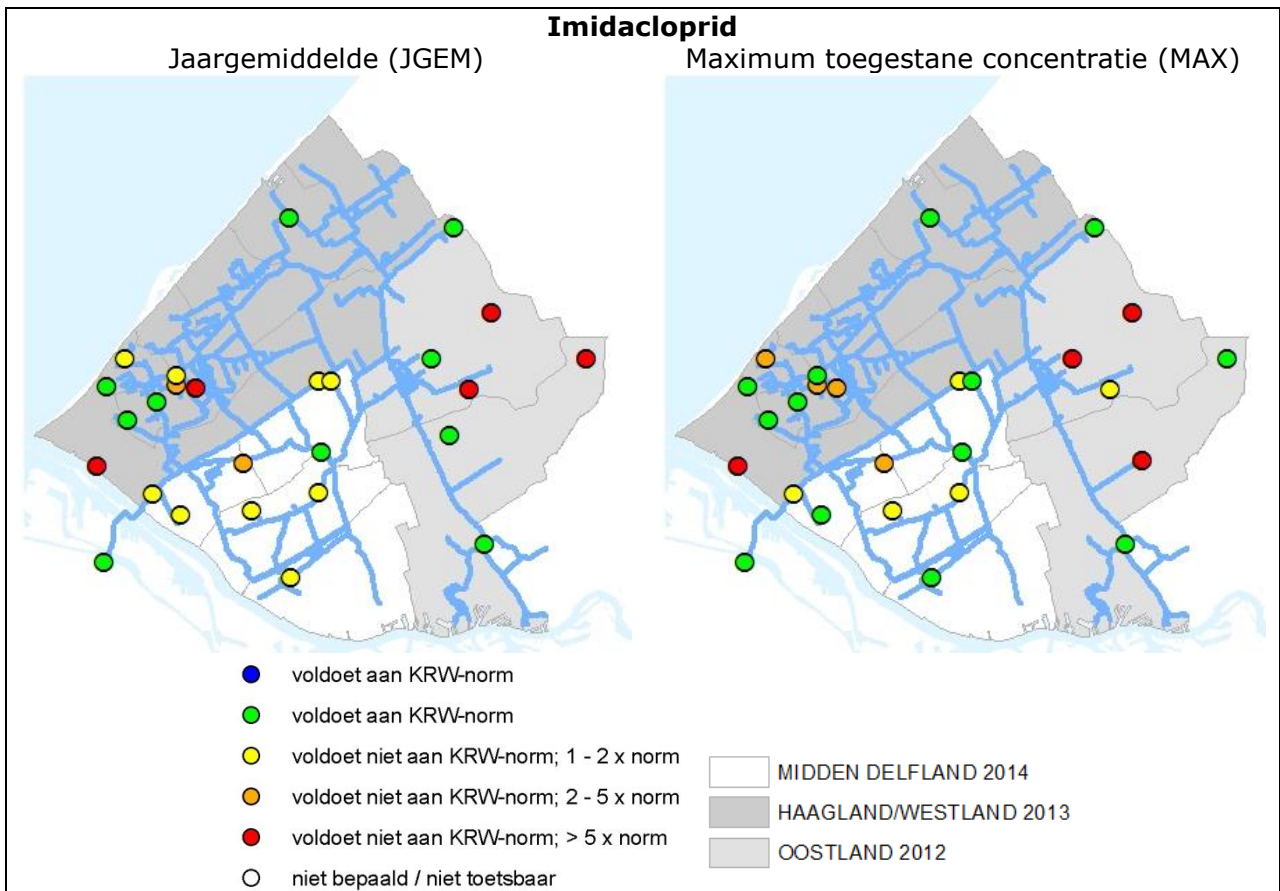 Imidacloprid
Jaargemiddelde (JGEM)
Maximum toegestane concentratie (MAX)
voldoet aan KRW-norm
voldoet aan KRW-norm
voldoet niet aan KRW-norm; 1 - 2 x norm
voldoet niet aan KRW-norm; 2 - 5 x norm
voldoet niet aan KRW-norm; > 5 x norm
niet bepaald / niet toetsbaar
MIDDEN DELFLAND 2014
HAAGLAND/WESTLAND 2013
OOSTLAND 2012